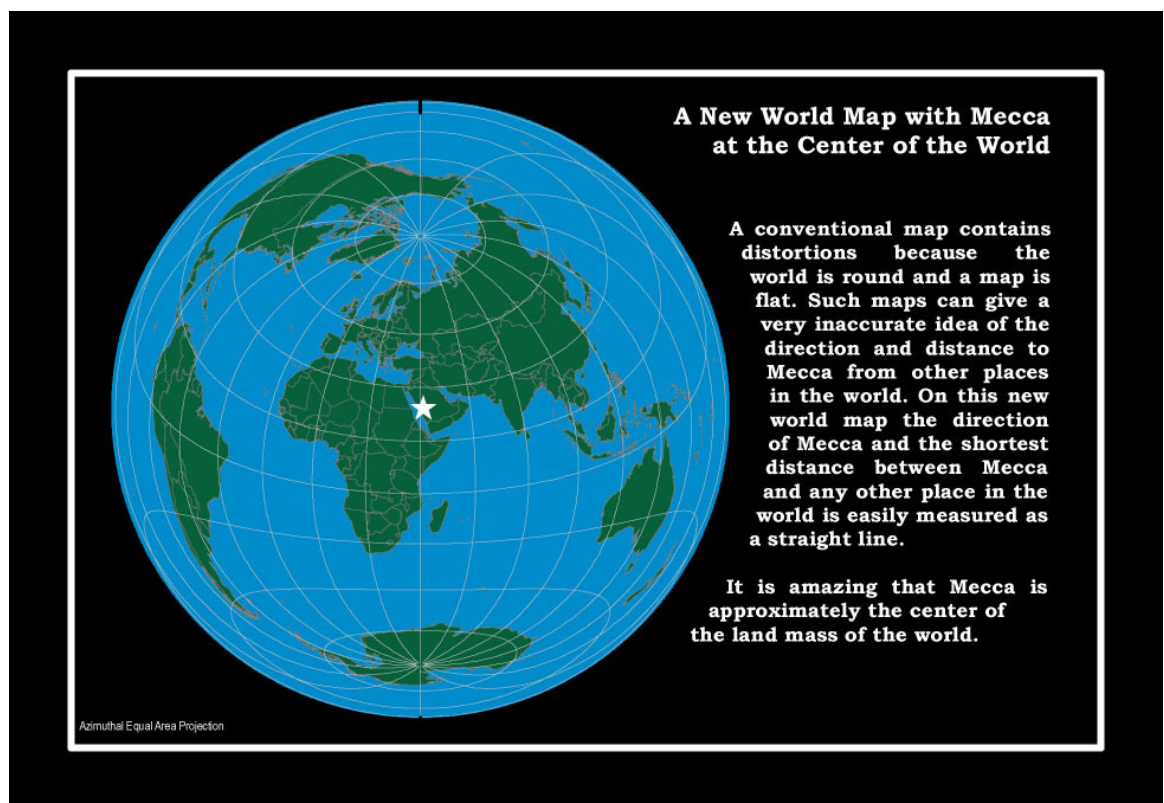 A New World Map with Mecca
at the Center of the World
A conventional map contains
distortions because the
world is round and a map is
flat. Such maps can give a
very inaccurate idea of the
direction and distance to
Mecca from other places
in the world. On this new
world map the direction
of Mecca and the shortest
distance between Mecca
and any other place in the
world is easily measured as
a straight line.
It is amazing that Mecca is
approximately the center of
the land mass of the world.
Azimuthal Equal Area Projection